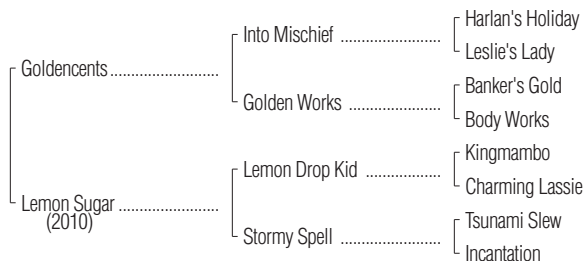 Harlan's Holiday
Into Mischief ....................
Leslie's Lady
Goldencents......................
Banker's Gold
Golden Works ..................
Body Works
Kingmambo
Lemon Drop Kid ...............
Charming Lassie
Lemon Sugar ....................
(2010)
Tsunami Slew
Stormy Spell ....................
Incantation